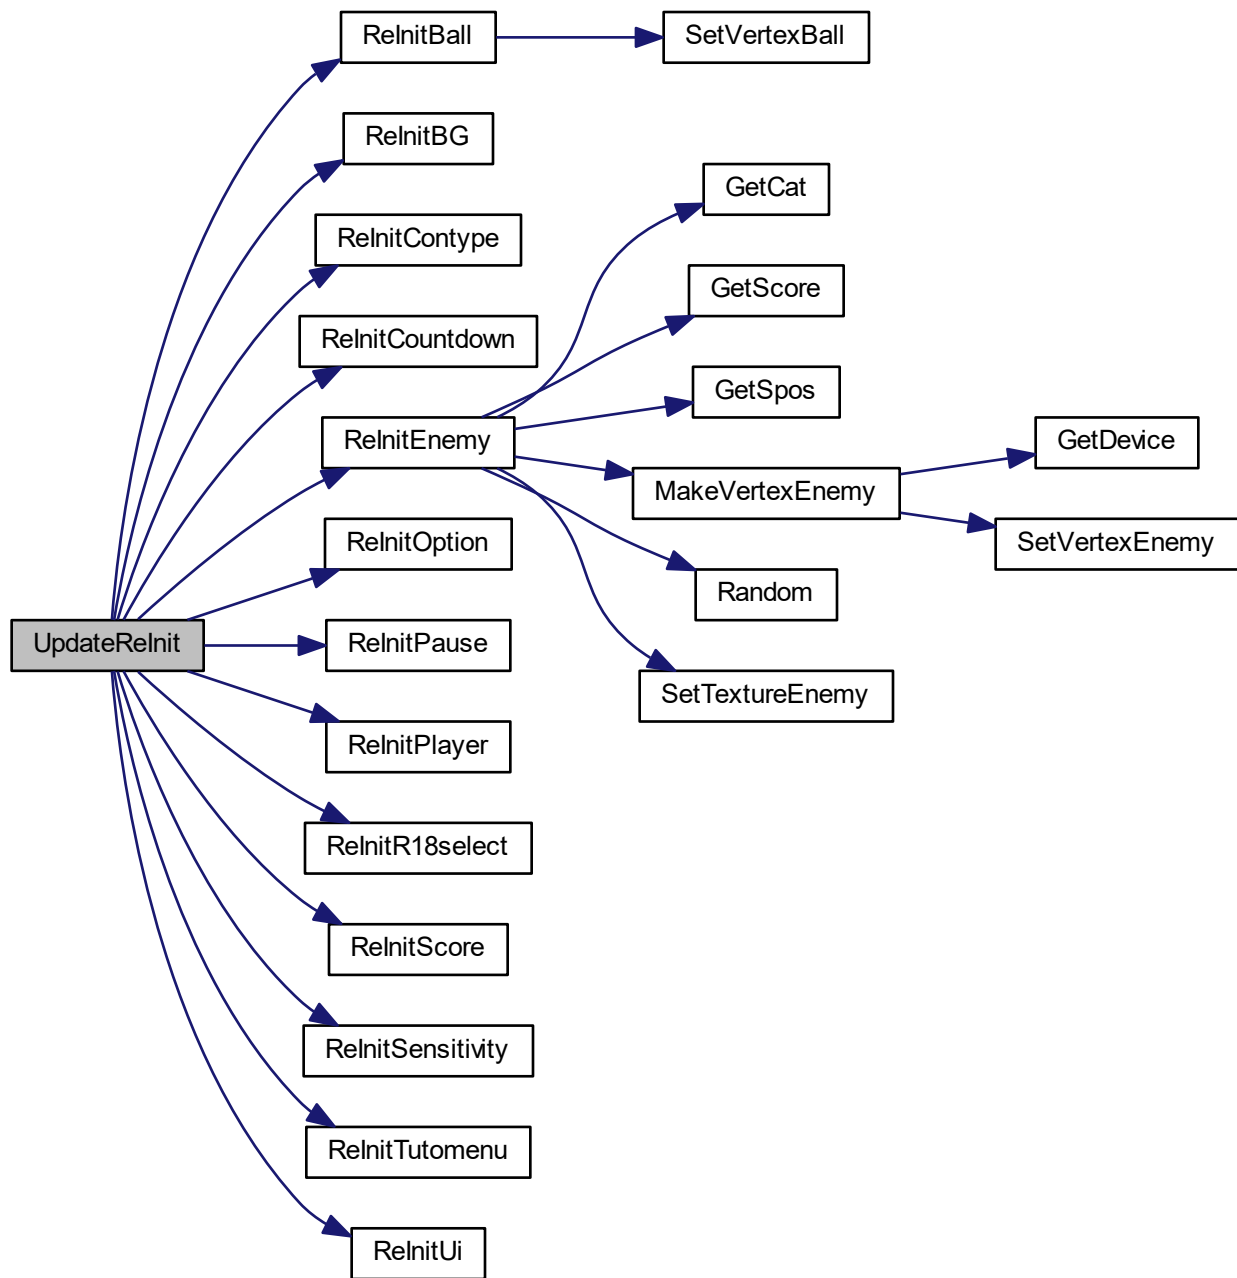 ReInitBall
SetVertexBall
ReInitBG
GetCat
ReInitContype
GetScore
ReInitCountdown
GetSpos
ReInitEnemy
GetDevice
MakeVertexEnemy
ReInitOption
SetVertexEnemy
Random
UpdateReInit
ReInitPause
SetTextureEnemy
ReInitPlayer
ReInitR18select
ReInitScore
ReInitSensitivity
ReInitTutomenu
ReInitUi